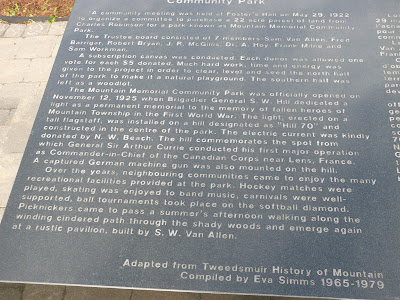 Community Park
A community meeting was held in Forward's Hall on May 29, 1922
to organize a committee to purchase a 22 acre parcel of land from
Charles Robinson for a park known as Mountain Memorial Community
Park.
The Trustee board consisted of 7 members: Sam Van Allen, Fred
Barriger, Robert Bryan, J. R. McGillis, Dr. A. Hoy, Frank Milne and
Sam Workman.
A subscription canvas was conducted. Each donor was allowed one
vote for each $5 donated. Much hard work, time and energy was
given to the project in order to clear, level and seed the north half
of the park to make it a natural playground. The southern half was
left as a woodlot.
The Mountain Memorial Community Park was officially opened on
November 12, 1925 when Brigadier General S. W. Hill dedicated a
light as a permanent memorial to the memory of fallen heroes of
Mountain Township in the First World War. The light, erected on a
tall flagstaff, was installed on a hill designated as "Hill 70" and
constructed in the centre of the park. The electric current was kindly
donated by N. W. Beach. The hill commemorates the spot from
which General Sir Arthur Currie conducted his first major operation
as Commander-in-Chief of the Canadian Corps near Lens, France.
A captured German machine gun was also mounted on the hill.
Over the years, neighbouring communities came to enjoy the many
recreational facilities provided at the park. Hockey matches were
played, skating was enjoyed to band music, carnivals were well-
supported, ball tournaments took place on the softball diamond.
Picknickers came to pass a summer's afternoon walking along the
winding cindered path through the shady woods and emerge again
at a rustic pavilion, built by S. W. Van Allen.
Adapted from Tweedsmuir History of Mountain
Compiled by Eva Simms 1965-1979